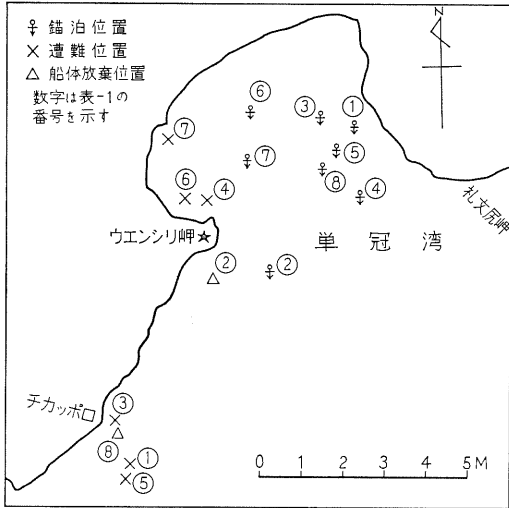 錨泊位置
遭難位置
船体放棄位置
数字は表-1の
番号を示す
N
⑥
③
①
⑦
⑤
⑦
⑧
④
⑥
④
礼文尻岬
ウエンシリ岬
単冠湾
②
②
チカッポロ
③
⑧
①
⑤
0 1 2 3 4 5 M